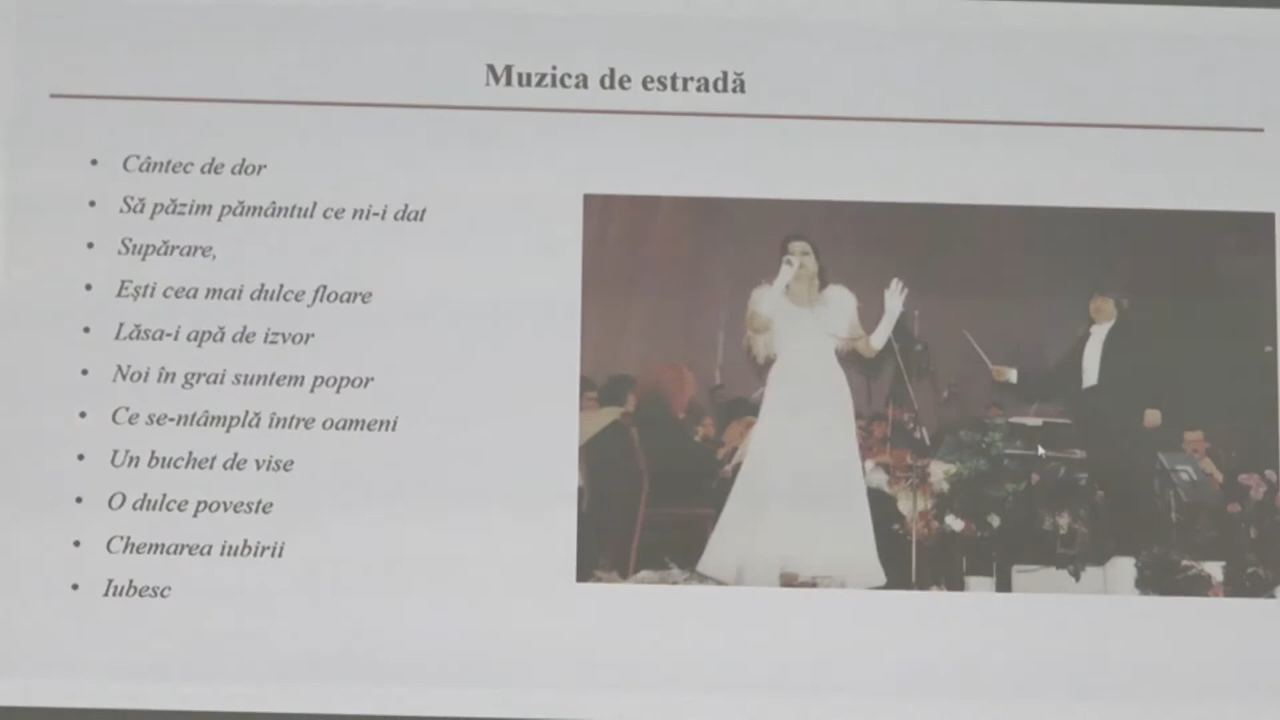 Muzica de estradă
• Cântec de dor
• Să păzim pământul ce ni-i dat
• Supărare,
• Ești cea mai dulce floare
• Lăsa-i apă de izvor
• Noi în grai suntem popor
• Ce se-ntâmplă între oameni
• Un buchet de vise
• O dulce poveste
• Chemarea iubirii
• Iubesc